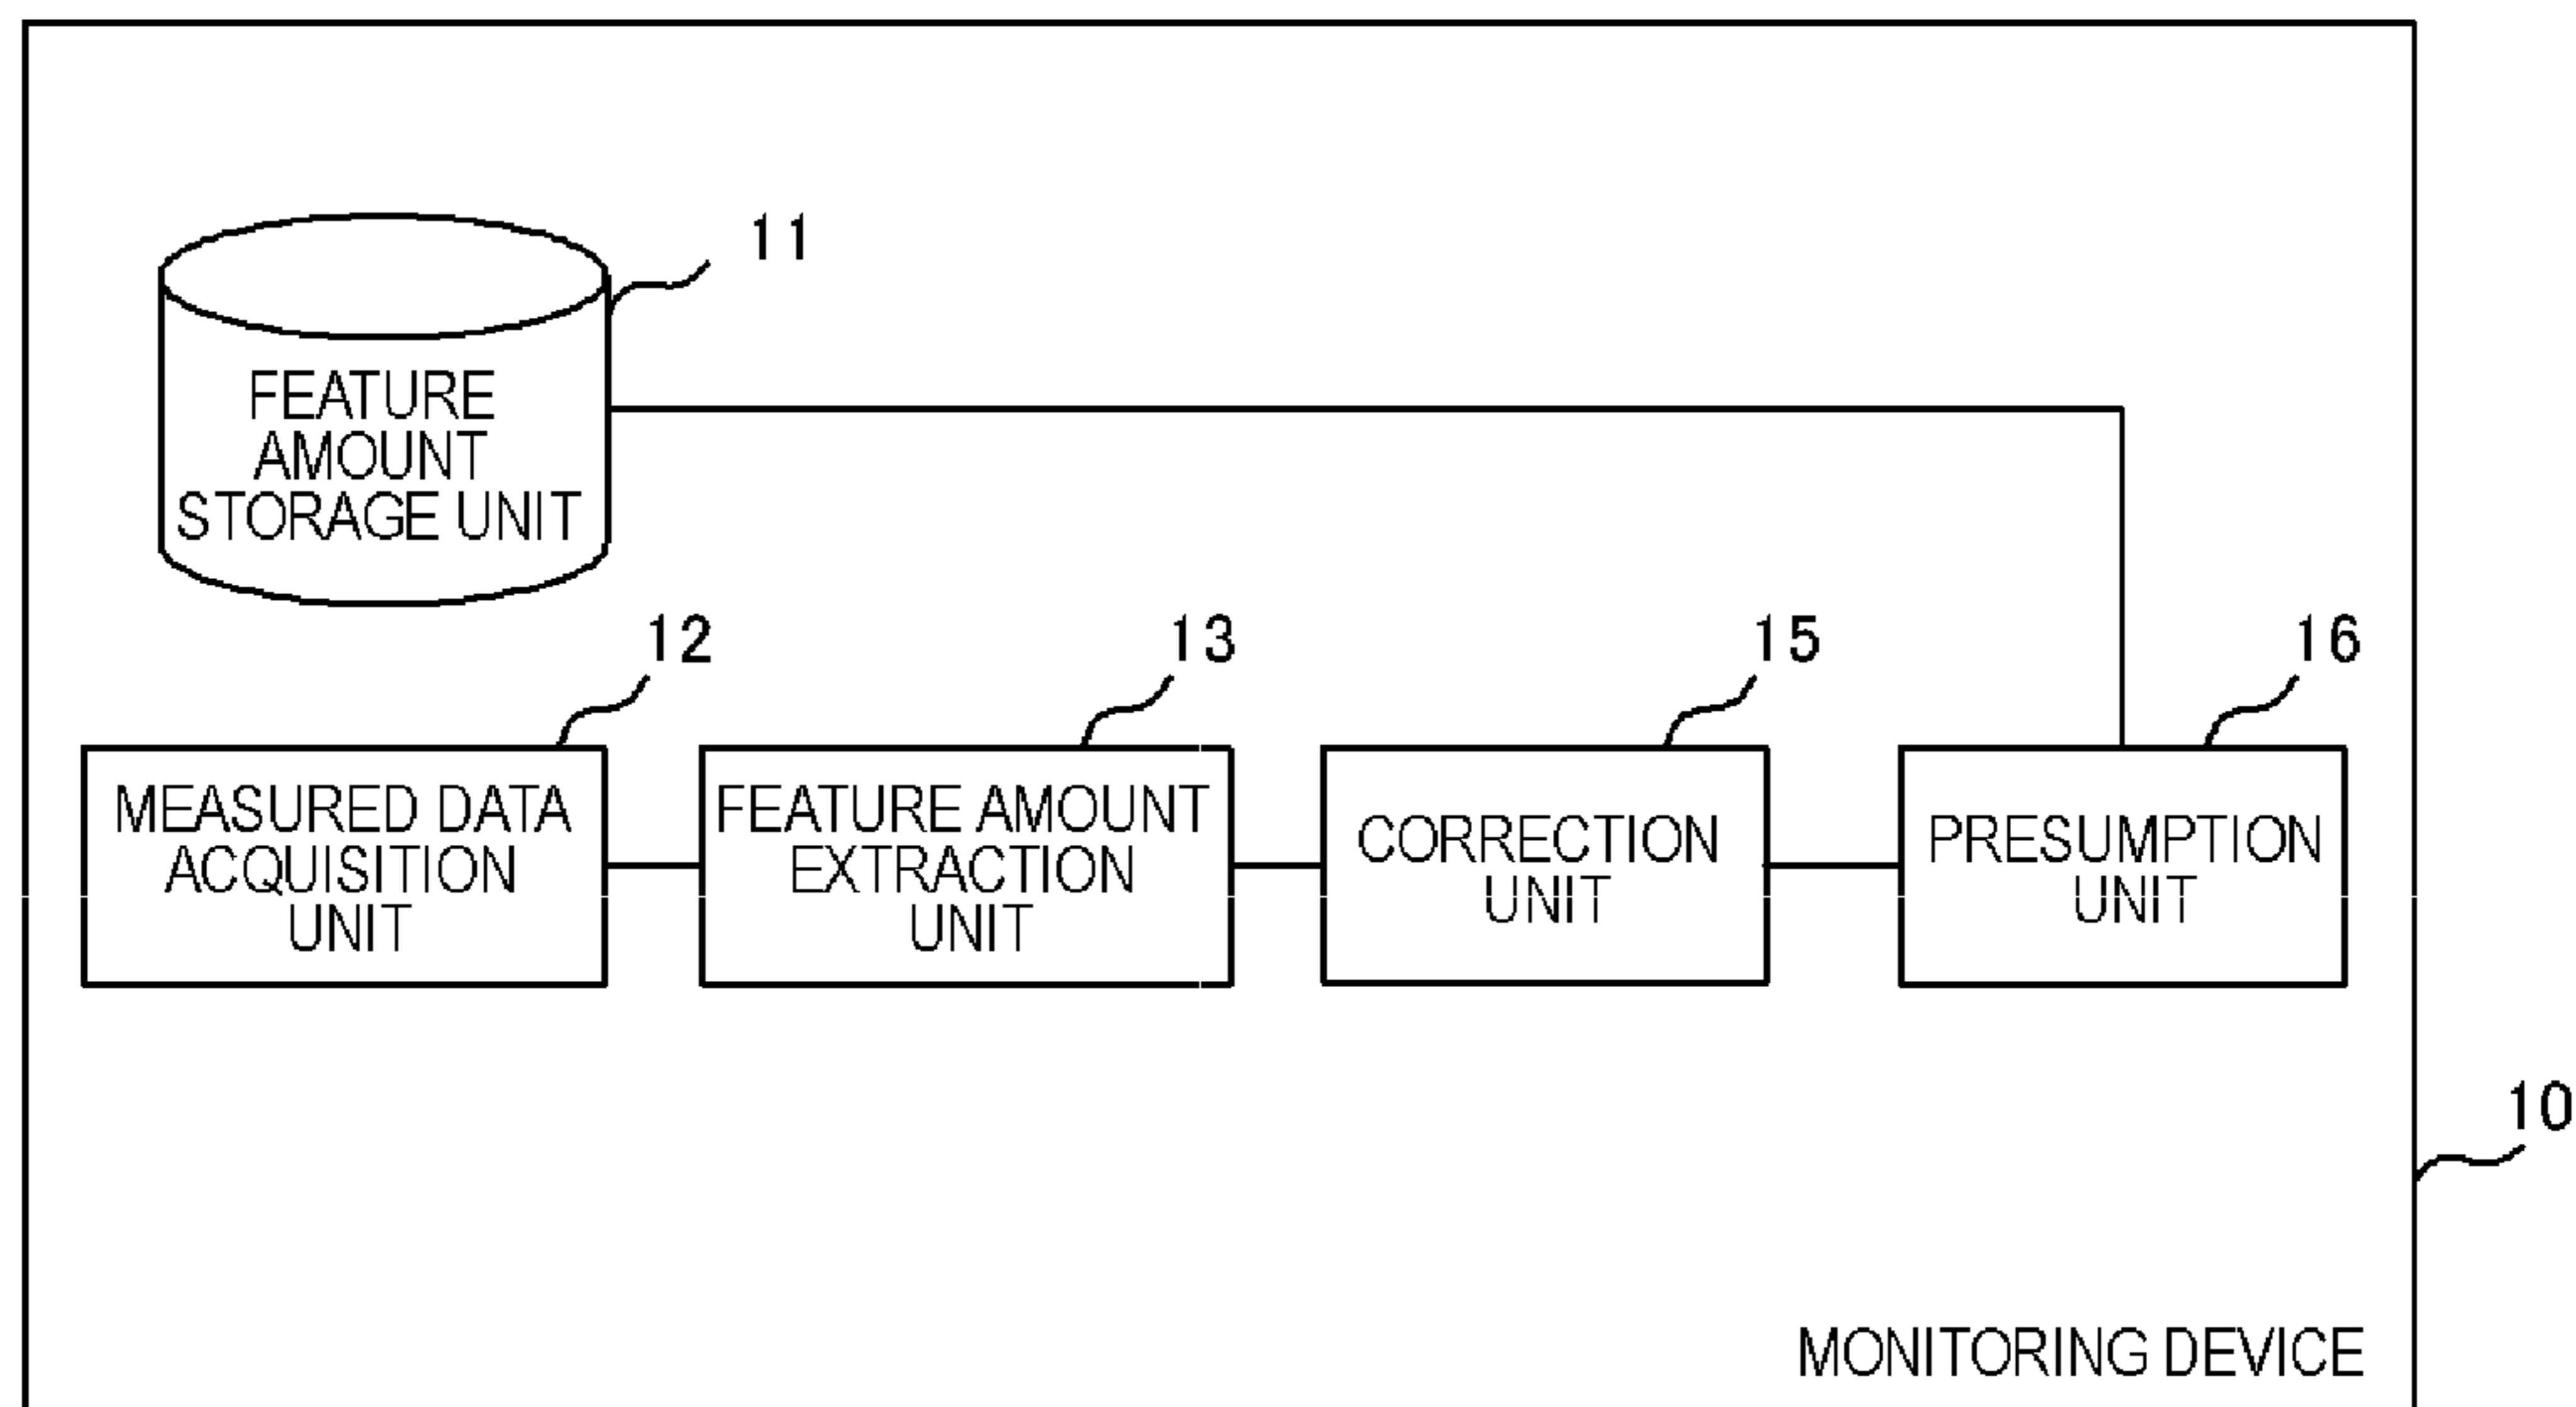 11
FEATURE
AMOUNT
STORAGE UNIT
12
13
15
16
MEASURED DATA
ACQUISITION
UNIT
FEATURE AMOUNT
EXTRACTION
UNIT
CORRECTION
UNIT
PRESUMPTION
UNIT
10
MONITORING DEVICE